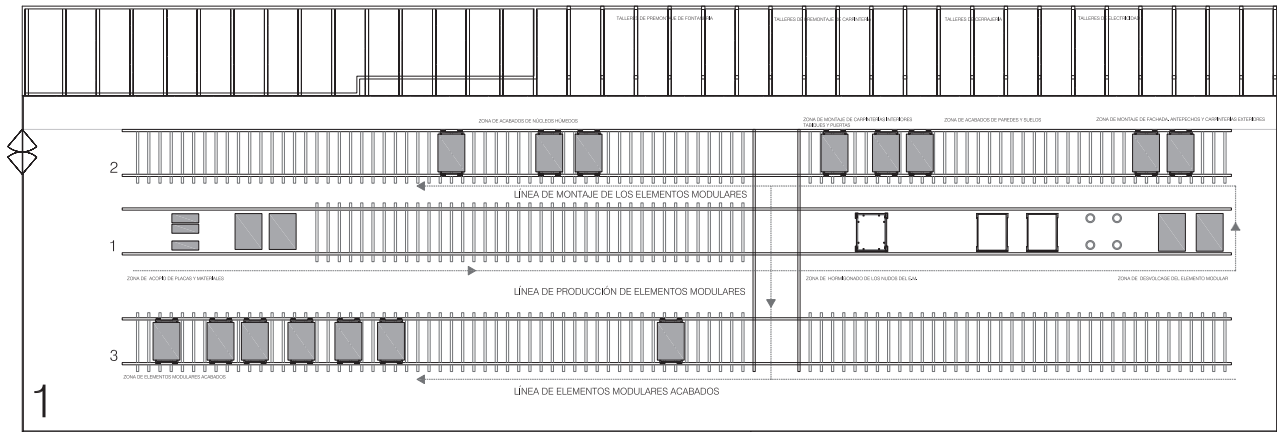 TALLERES DE PREMONTAJE DE FONTANERÍA
TALLERES DE PREMONTAJE DE CARPINTERÍA
TALLERES DE CERRAJERÍA
TALLERES DE ELECTRICIDAD
ZONA DE ACABADOS DE NÚCLEOS HÚMEDOS
ZONA DE MONTAJE DE CARPINTERÍAS INTERIORES
TABIQUES Y PUERTAS
ZONA DE ACABADOS DE PAREDES Y SUELOS
ZONA DE MONTAJE DE FACHADA, ANTEPECHOS Y CARPINTERÍAS EXTERIORES
2
LÍNEA DE MONTAJE DE LOS ELEMENTOS MODULARES
1
ZONA DE ACOPIO DE PLACAS Y MATERIALES
ZONA DE HORMIGONADO DE LOS NUDOS DEL E.M.
ZONA DE DESVOLCAGE DEL ELEMENTO MODULAR
LÍNEA DE PRODUCCIÓN DE ELEMENTOS MODULARES
3
ZONA DE ELEMENTOS MODULARES ACABADOS
LÍNEA DE ELEMENTOS MODULARES ACABADOS
1